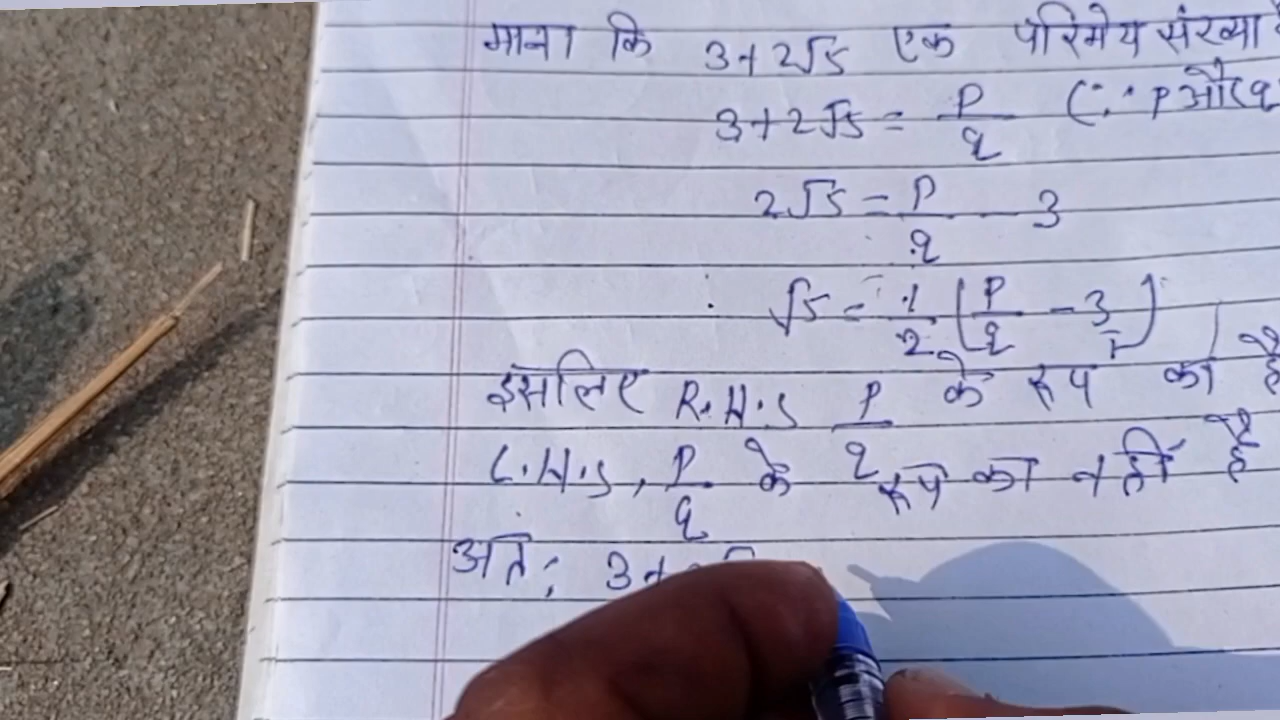 माना कि 3+2√5 एक परिमेय संख्या है
3+2√5 = p/q (∵ p और q
2√5 = p/q - 3
√5 = 1/2 [p/q - 3/1]
इसलिए R.H.S p/q के रूप का है
L.H.S, p/q के रूप का नहीं है
अतः 3+